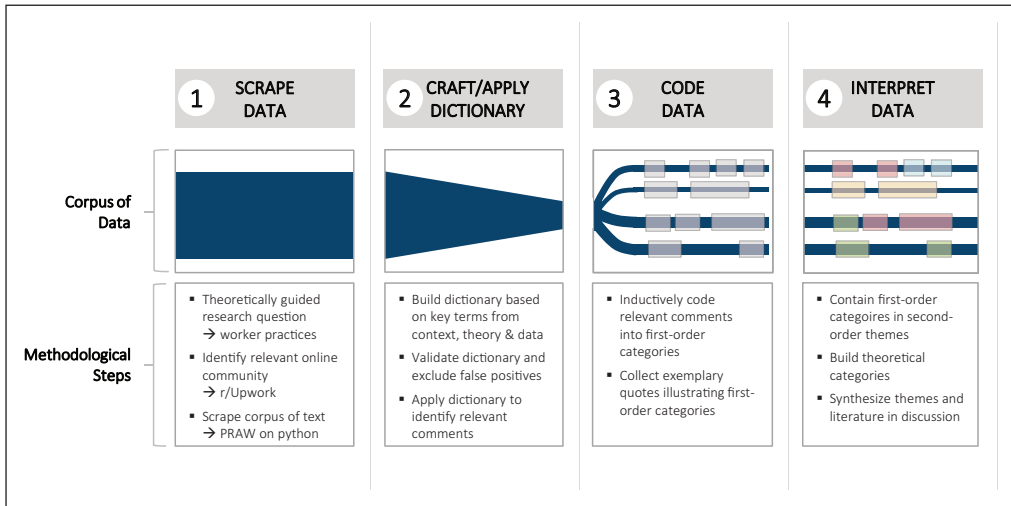 1
SCRAPE
DATA
2
CRAFT/APPLY
DICTIONARY
3
CODE
DATA
4
INTERPRET
DATA
Corpus of
Data
Methodological
Steps
▪ Theoretically guided
research question
→ worker practices
▪ Identify relevant online
community
→ r/Upwork
▪ Scrape corpus of text
→ PRAW on python
▪ Build dictionary based
on key terms from
context, theory & data
▪ Validate dictionary and
exclude false positives
▪ Apply dictionary to
identify relevant
comments
▪ Inductively code
relevant comments
into first-order
categories
▪ Collect exemplary
quotes illustrating first-
order categories
▪ Contain first-order
categoires in second-
order themes
▪ Build theoretical
categories
▪ Synthesize themes and
literature in discussion